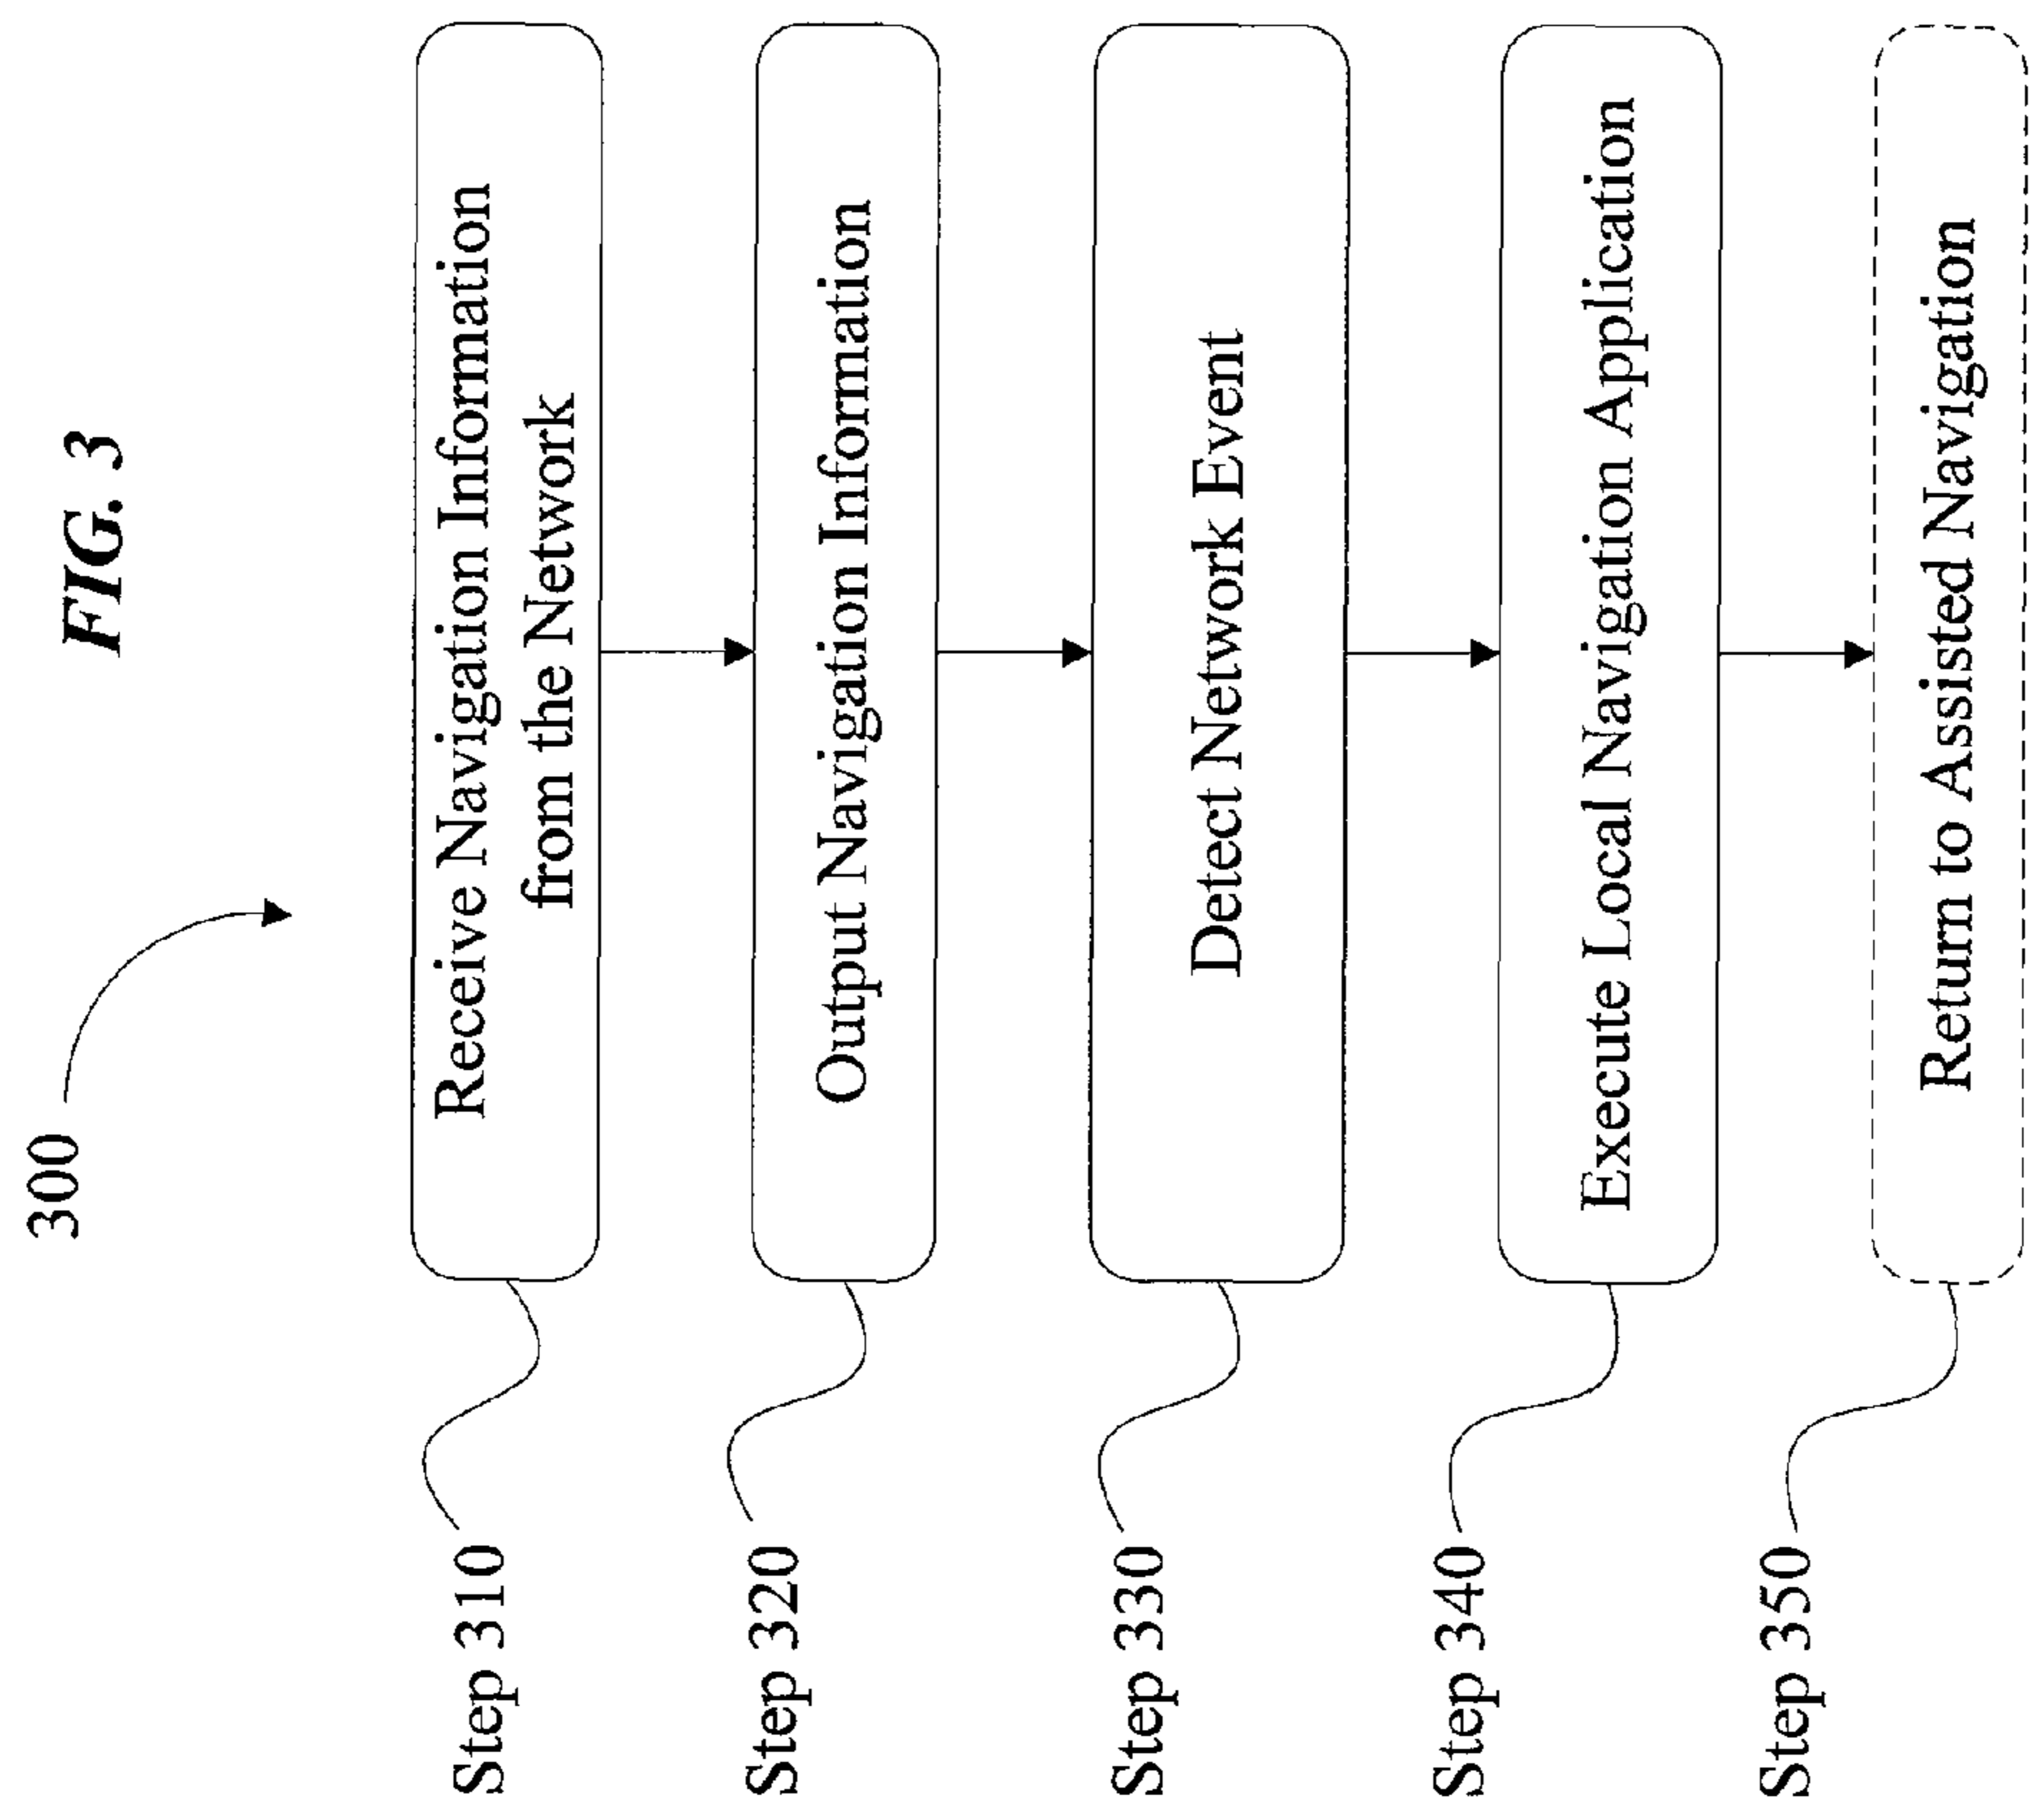 FIG. 3
300
Step 310
Receive Navigation Information
from the Network
Step 320
Output Navigation Information
Step 330
Detect Network Event
Step 340
Execute Local Navigation Application
Step 350
Return to Assisted Navigation